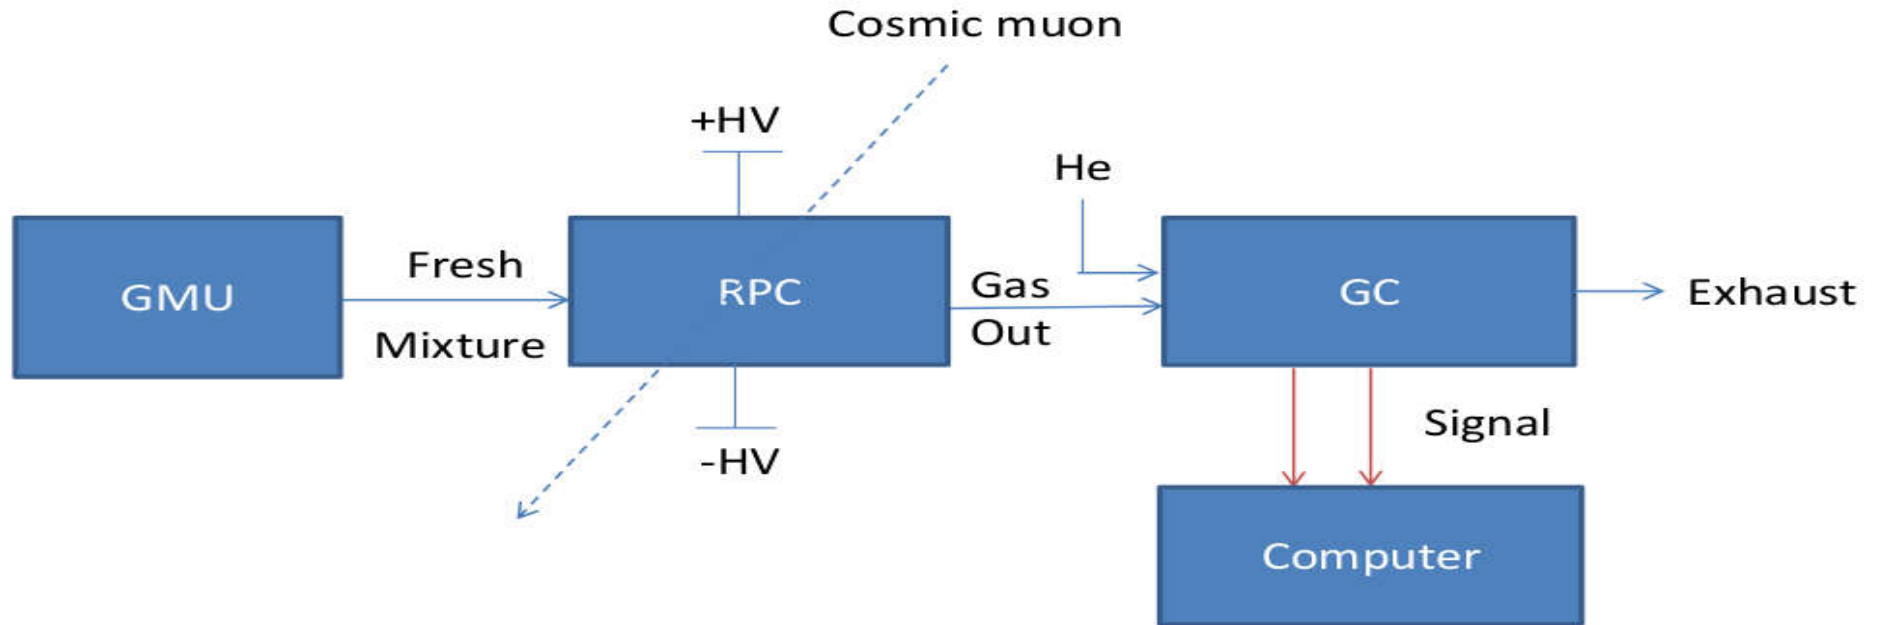 Cosmic muon
+HV
He
GMU
Fresh
Mixture
RPC
Gas
Out
GC
Exhaust
-HV
Signal
Computer